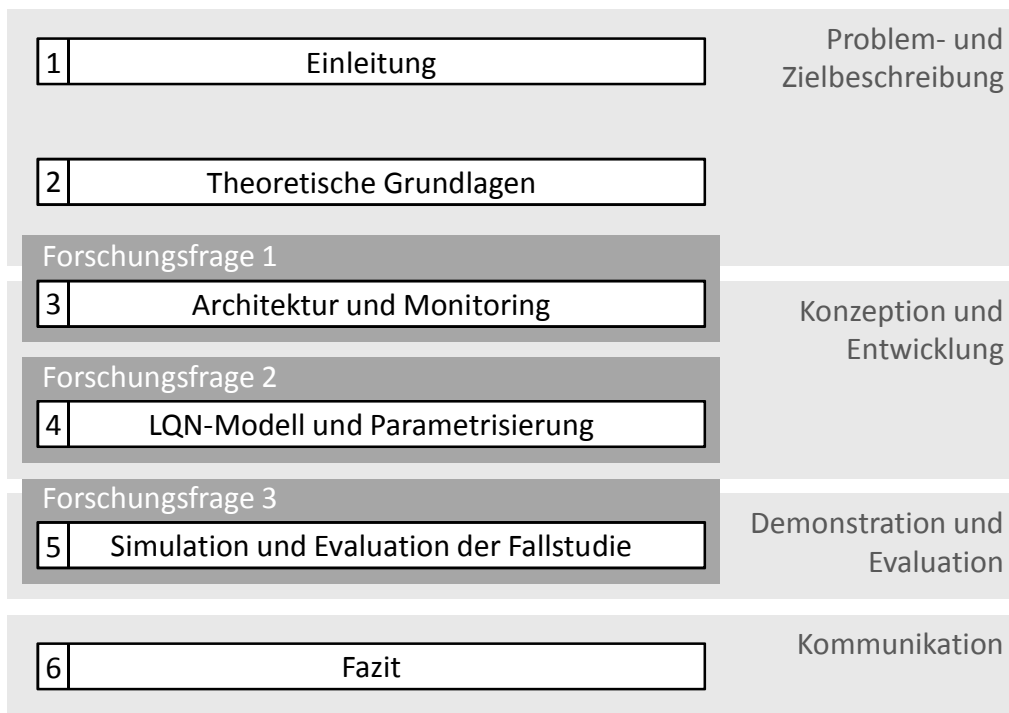 Problem- und
Zielbeschreibung
1 Einleitung
2 Theoretische Grundlagen
Forschungsfrage 1
3 Architektur und Monitoring
Konzeption und
Entwicklung
Forschungsfrage 2
4 LQN-Modell und Parametrisierung
Forschungsfrage 3
5 Simulation und Evaluation der Fallstudie
Demonstration und
Evaluation
Kommunikation
6 Fazit